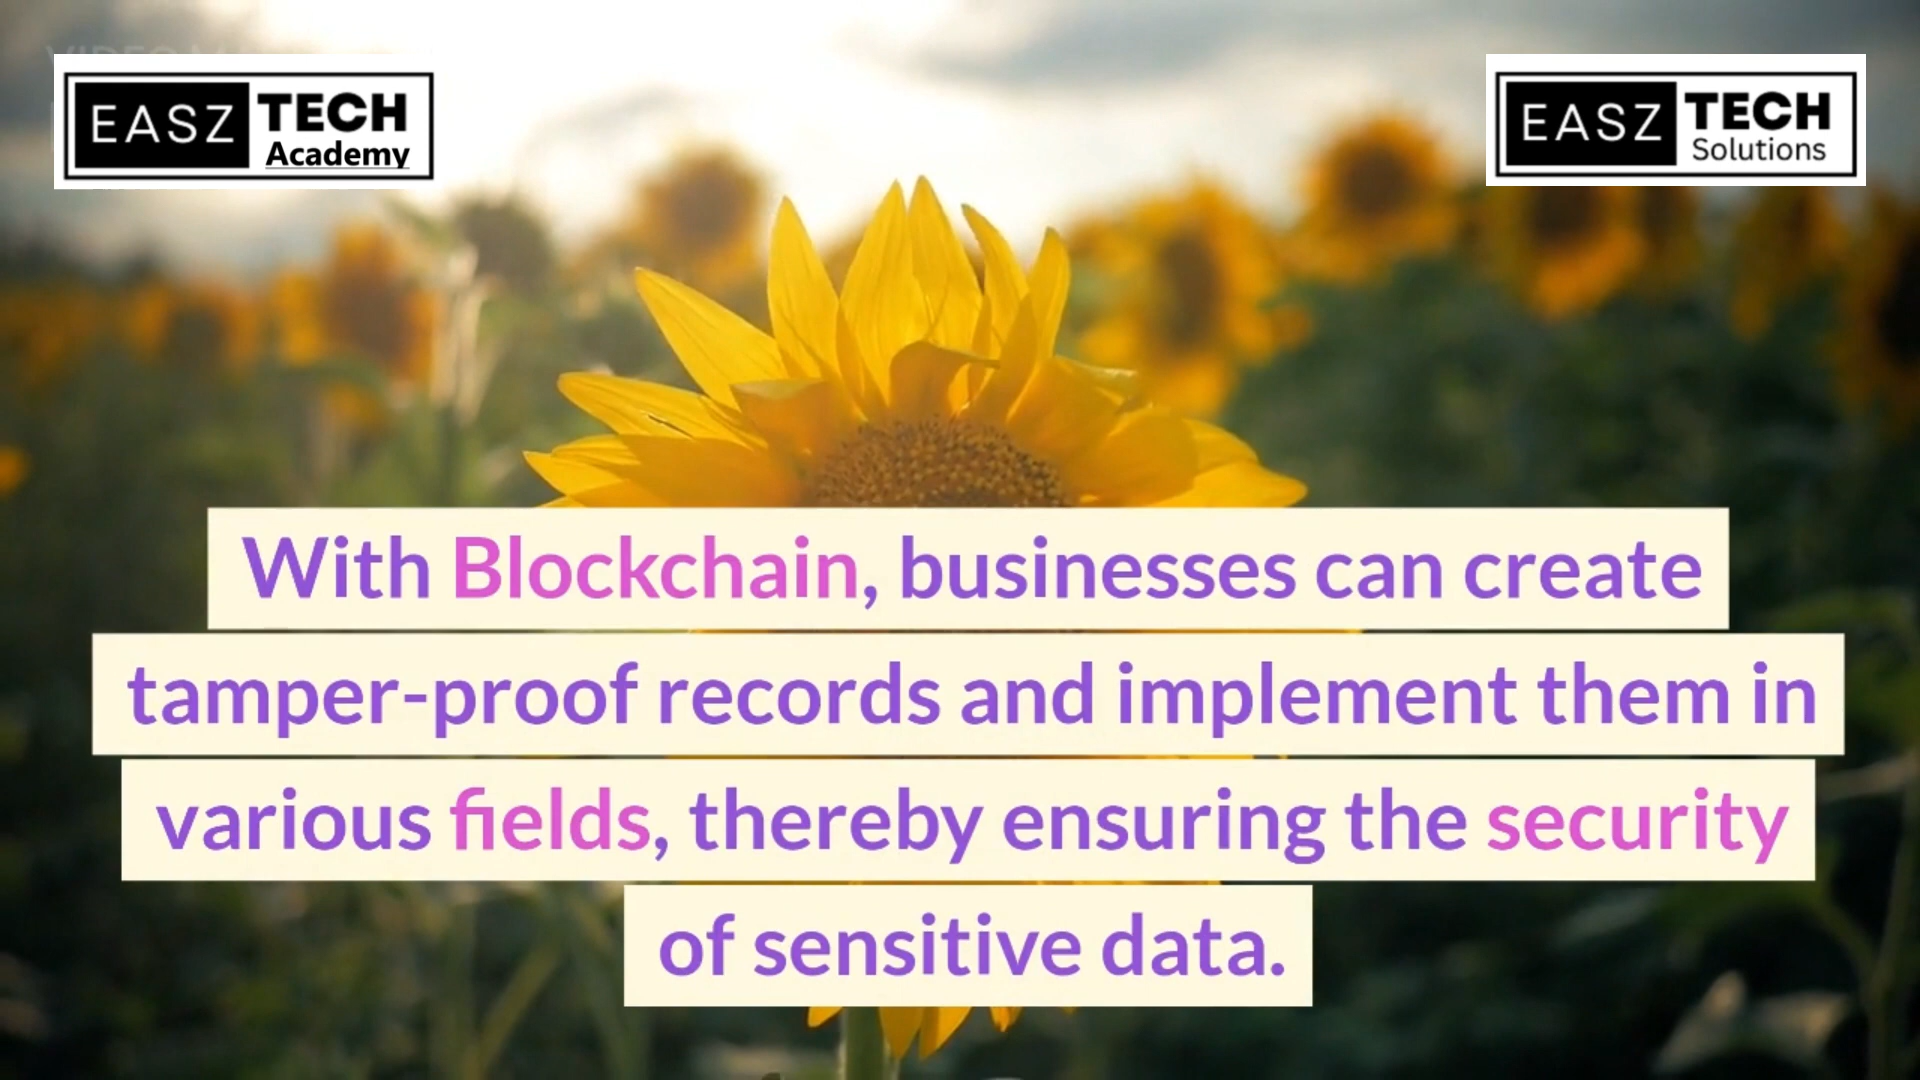 EASZ TECH
Academy
EASZ TECH
Solutions
With Blockchain, businesses can create
tamper-proof records and implement them in
various fields, thereby ensuring the security
of sensitive data.